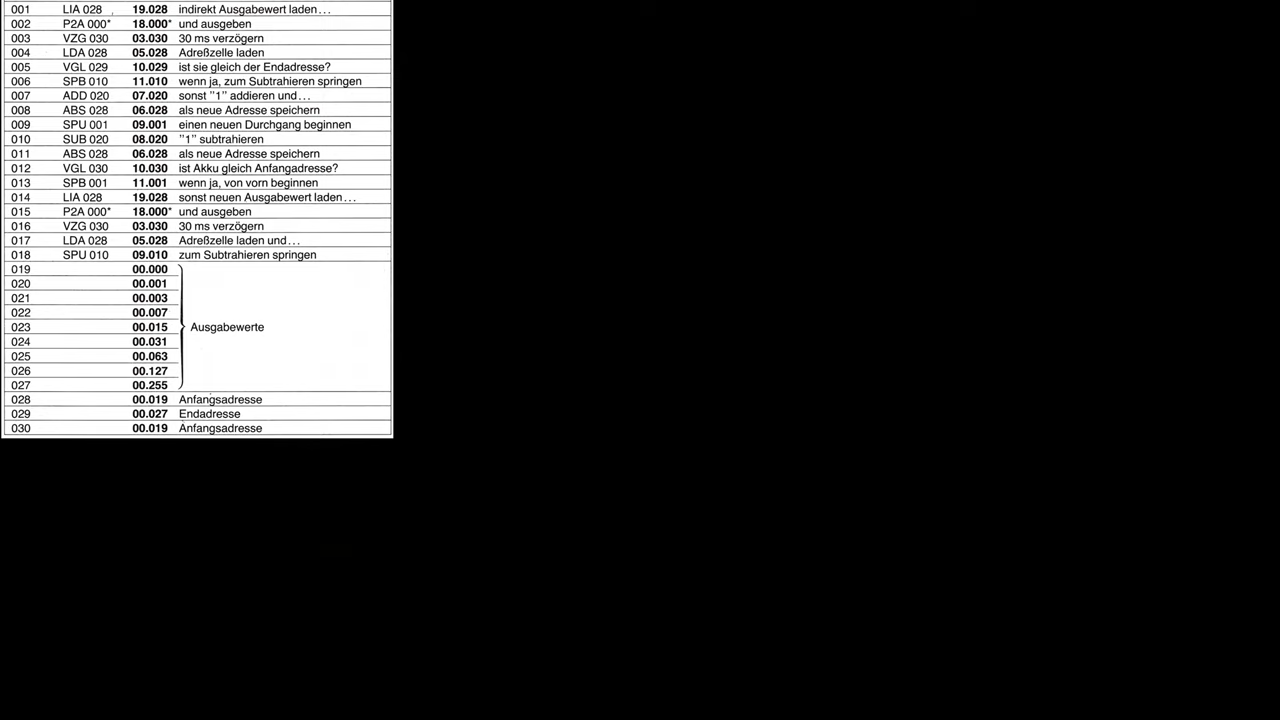 001 LIA 028 19.028 indirekt Ausgabewert laden...
002 P2A 000* 18.000* und ausgeben
003 VZG 030 03.030 30 ms verzögern
004 LDA 028 05.028 Adreßzelle laden
005 VGL 029 10.029 ist sie gleich der Endadresse?
006 SPB 010 11.010 wenn ja, zum Subtrahieren springen
007 ADD 020 07.020 sonst "1" addieren und...
008 ABS 028 06.028 als neue Adresse speichern
009 SPU 001 09.001 einen neuen Durchgang beginnen
010 SUB 020 08.020 "1" subtrahieren
011 ABS 028 06.028 als neue Adresse speichern
012 VGL 030 10.030 ist Akku gleich Anfangadresse?
013 SPB 001 11.001 wenn ja, von vorn beginnen
014 LIA 028 19.028 sonst neuen Ausgabewert laden...
015 P2A 000* 18.000* und ausgeben
016 VZG 030 03.030 30 ms verzögern
017 LDA 028 05.028 Adreßzelle laden und...
018 SPU 010 09.010 zum Subtrahieren springen
019 00.000
020 00.001
021 00.003
022 00.007
023 00.015 Ausgabewerte
024 00.031
025 00.063
026 00.127
027 00.255
028 00.019 Anfangsadresse
029 00.027 Endadresse
030 00.019 Anfangsadresse